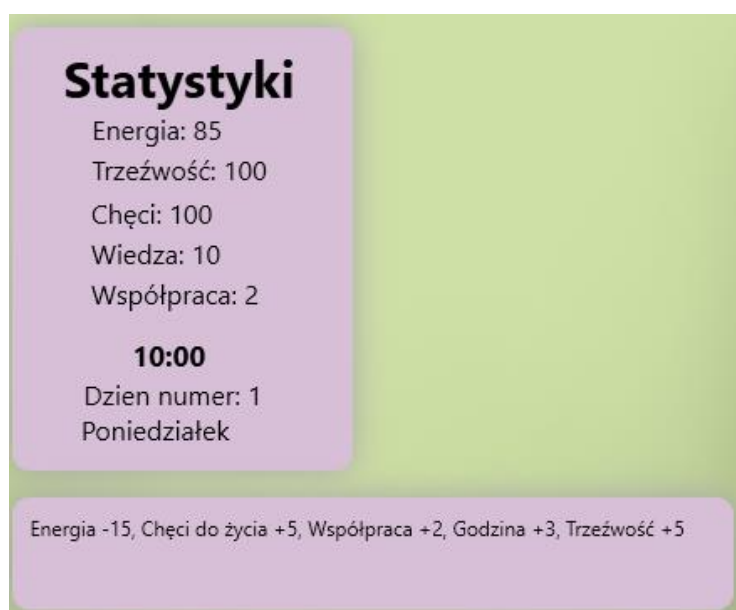 Statystyki
Energia: 85
Trzeźwość: 100
Chęci: 100
Wiedza: 10
Współpraca: 2
10:00
Dzien numer: 1
Poniedziałek
Energia -15, Chęci do życia +5, Współpraca +2, Godzina +3, Trzeźwość +5